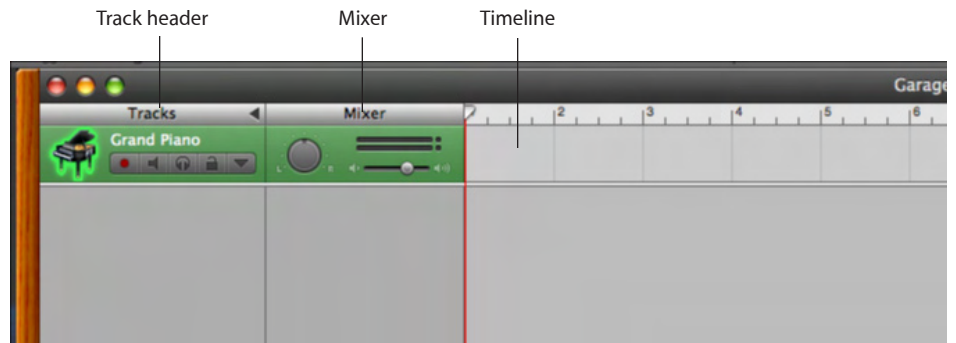 Track header Mixer Timeline
Garage
Tracks Mixer 2 3 4 5 6
Grand Piano
L R